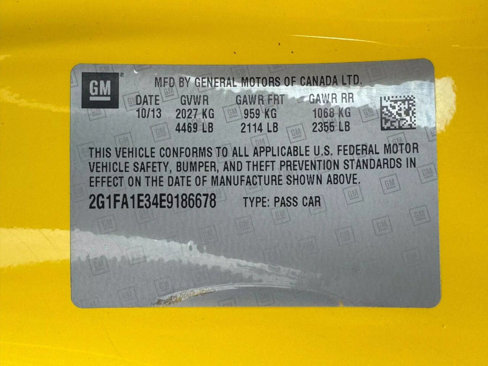 GM
MFD BY GENERAL MOTORS OF CANADA LTD.
DATE GVWR GAWR FRT GAWR RR
10/13 2027 KG 959 KG 1068 KG
4469 LB 2114 LB 2355 LB
THIS VEHICLE CONFORMS TO ALL APPLICABLE U.S. FEDERAL MOTOR
VEHICLE SAFETY, BUMPER, AND THEFT PREVENTION STANDARDS IN
EFFECT ON THE DATE OF MANUFACTURE SHOWN ABOVE.
2G1FA1E34E9186678 TYPE: PASS CAR